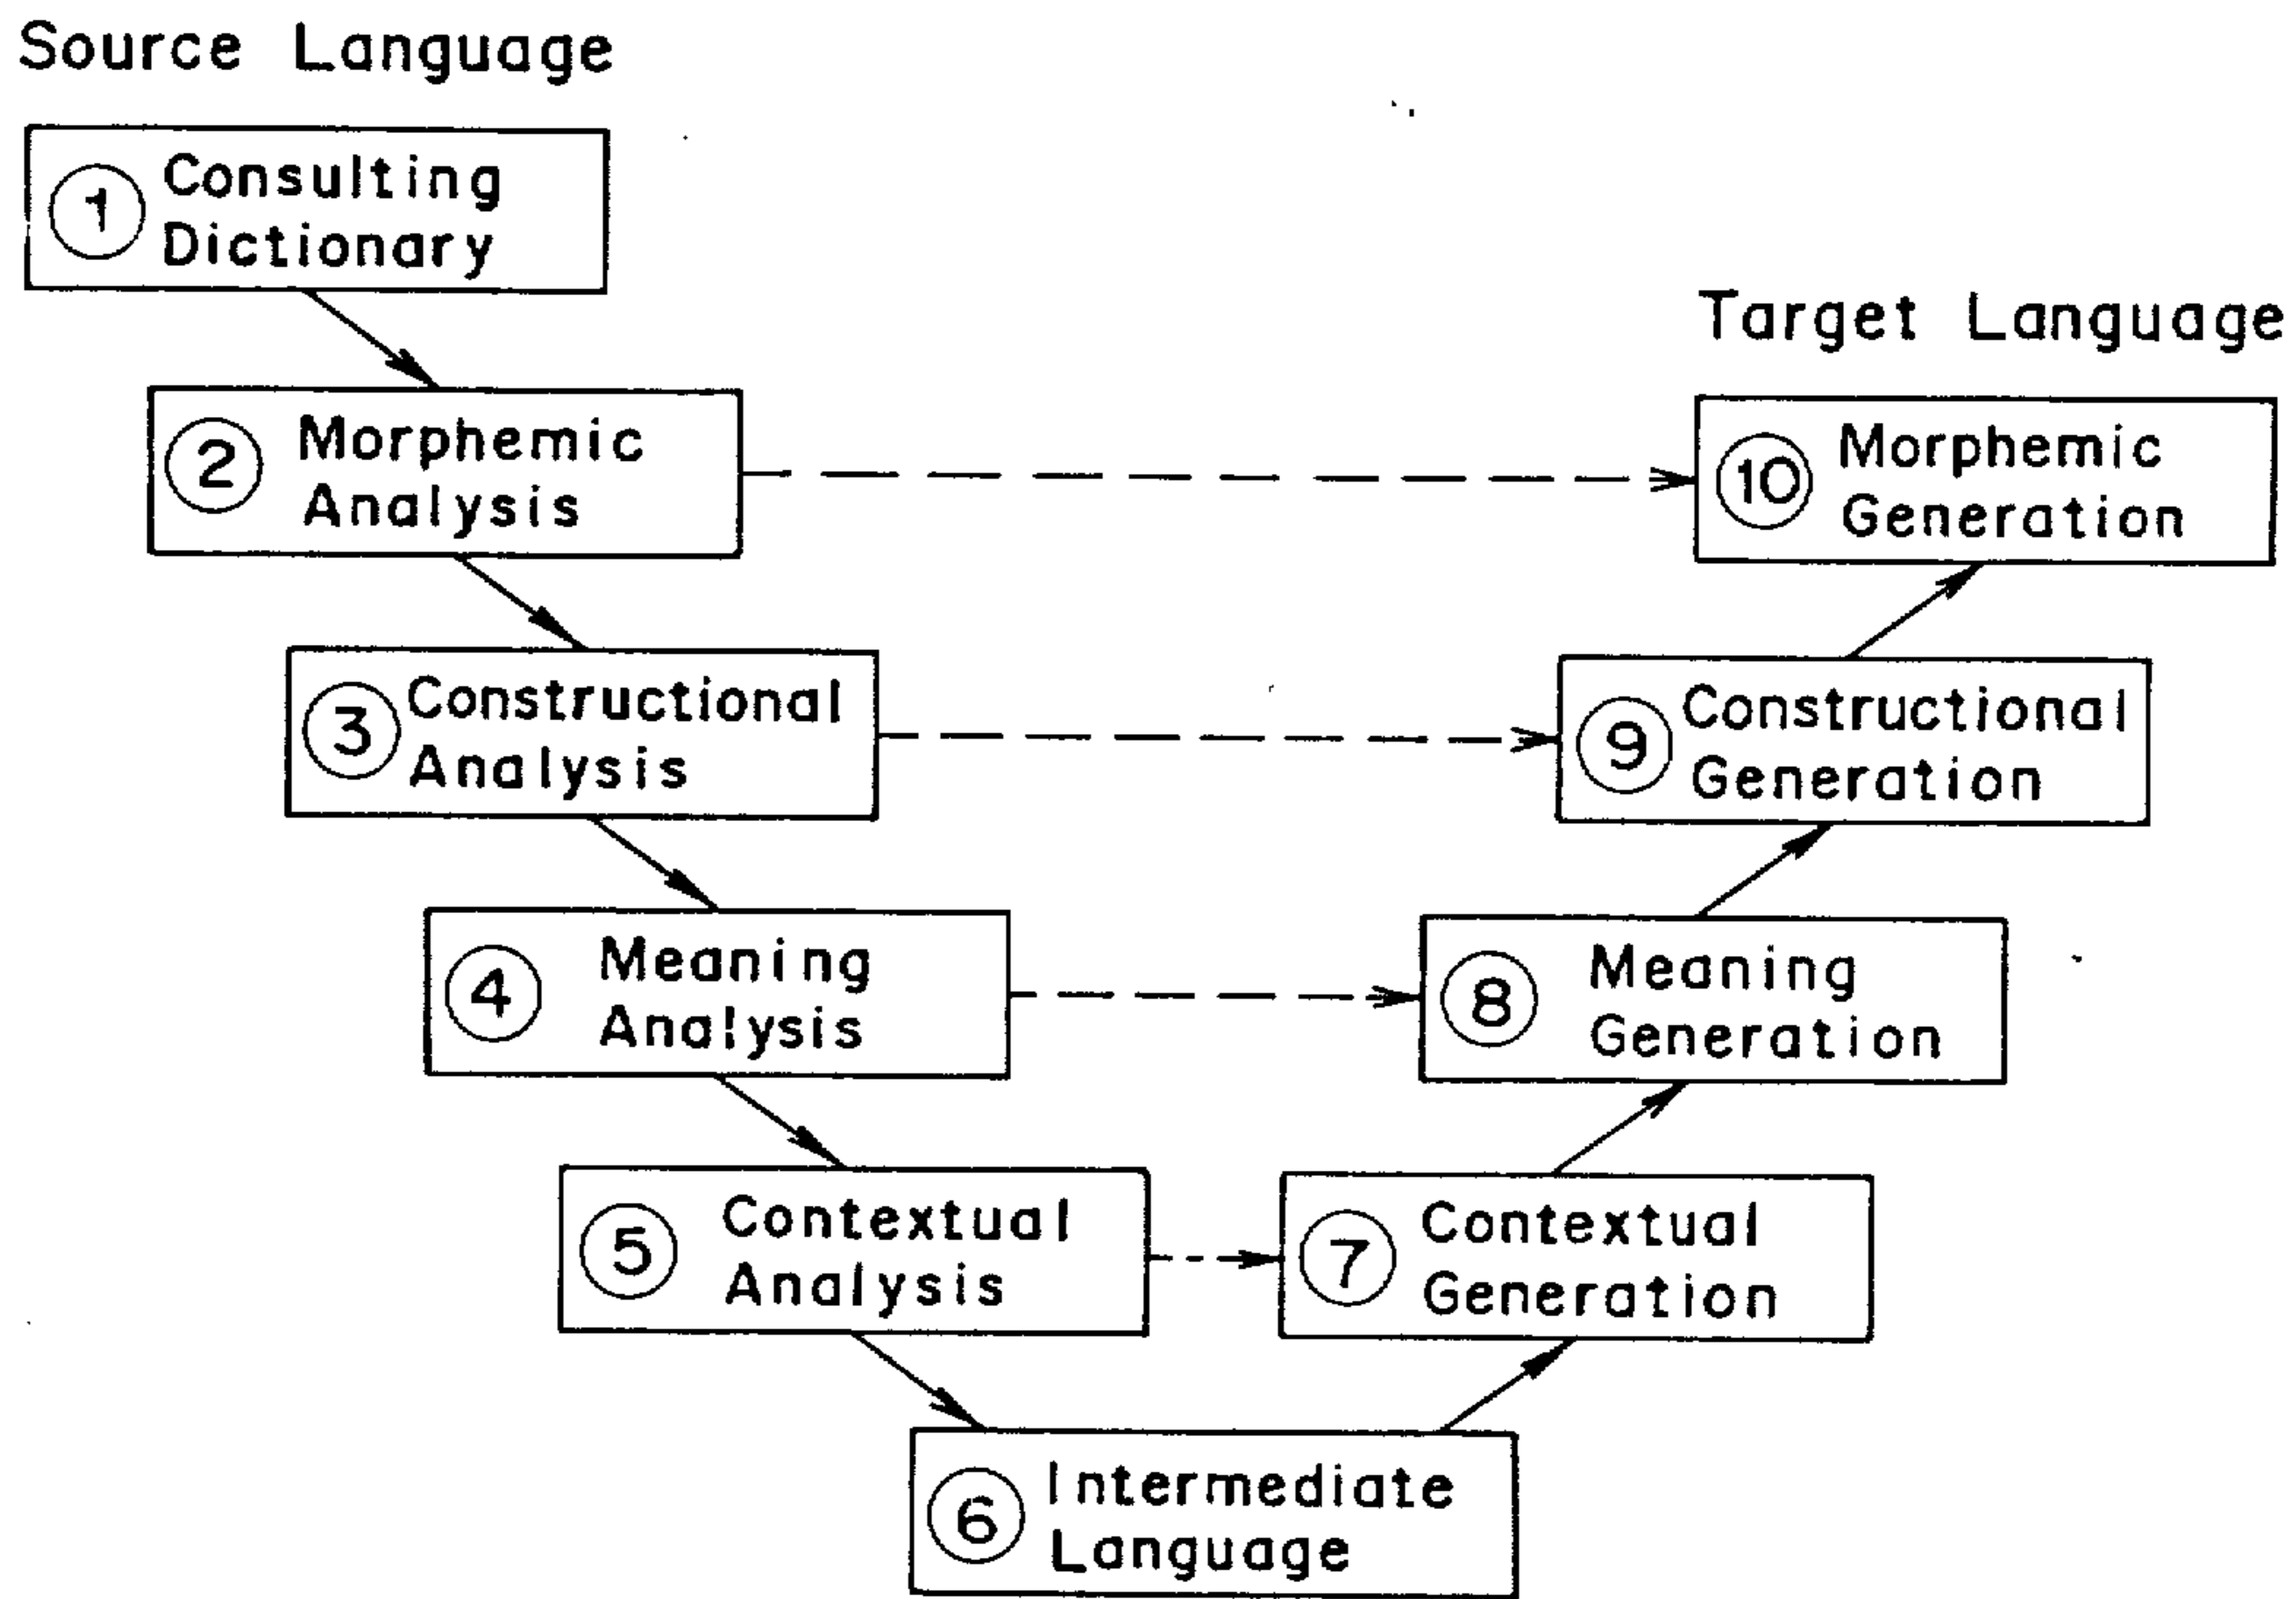 Source Language
1 Consulting
Dictionary
Target Language
2 Morphemic
Analysis
10 Morphemic
Generation
3 Constructional
Analysis
9 Constructional
Generation
4 Meaning
Analysis
8 Meaning
Generation
5 Contextual
Analysis
7 Contextual
Generation
6 Intermediate
Language